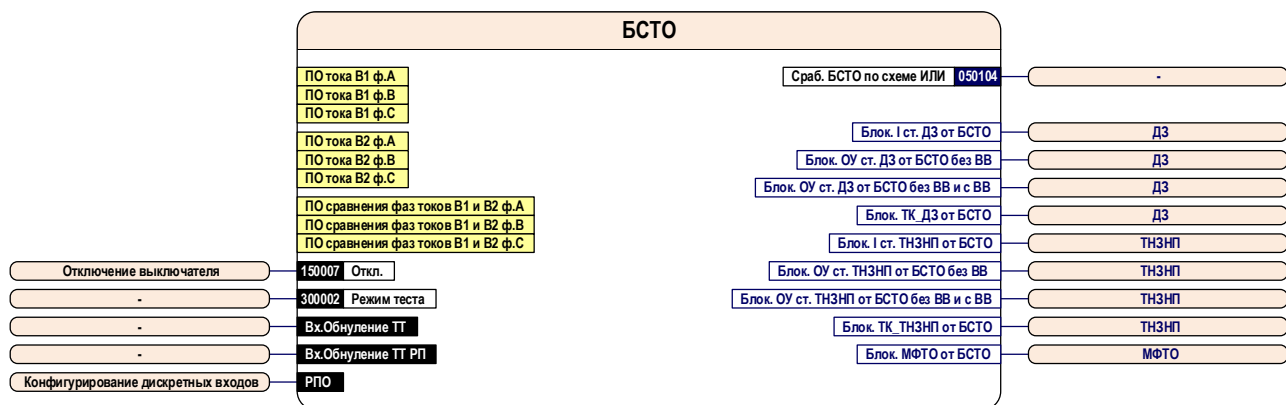 БСТО
ПО тока В1 ф.А
ПО тока В1 ф.В
ПО тока В1 ф.С
ПО тока В2 ф.А
ПО тока В2 ф.В
ПО тока В2 ф.С
ПО сравнения фаз токов В1 и В2 ф.А
ПО сравнения фаз токов В1 и В2 ф.В
ПО сравнения фаз токов В1 и В2 ф.С
Отключение выключателя 150007 Откл.
- 300002 Режим теста
- Вх.Обнуление ТТ
- Вх.Обнуление ТТ РП
Конфигурирование дискретных входов РПО
Сраб. БСТО по схеме ИЛИ 050104 -
Блок. I ст. ДЗ от БСТО ДЗ
Блок. ОУ ст. ДЗ от БСТО без ВВ ДЗ
Блок. ОУ ст. ДЗ от БСТО без ВВ и с ВВ ДЗ
Блок. ТК_ДЗ от БСТО ДЗ
Блок. I ст. ТНЗНП от БСТО ТНЗНП
Блок. ОУ ст. ТНЗНП от БСТО без ВВ ТНЗНП
Блок. ОУ ст. ТНЗНП от БСТО без ВВ и с ВВ ТНЗНП
Блок. ТК_ТНЗНП от БСТО ТНЗНП
Блок. МФТО от БСТО МФТО